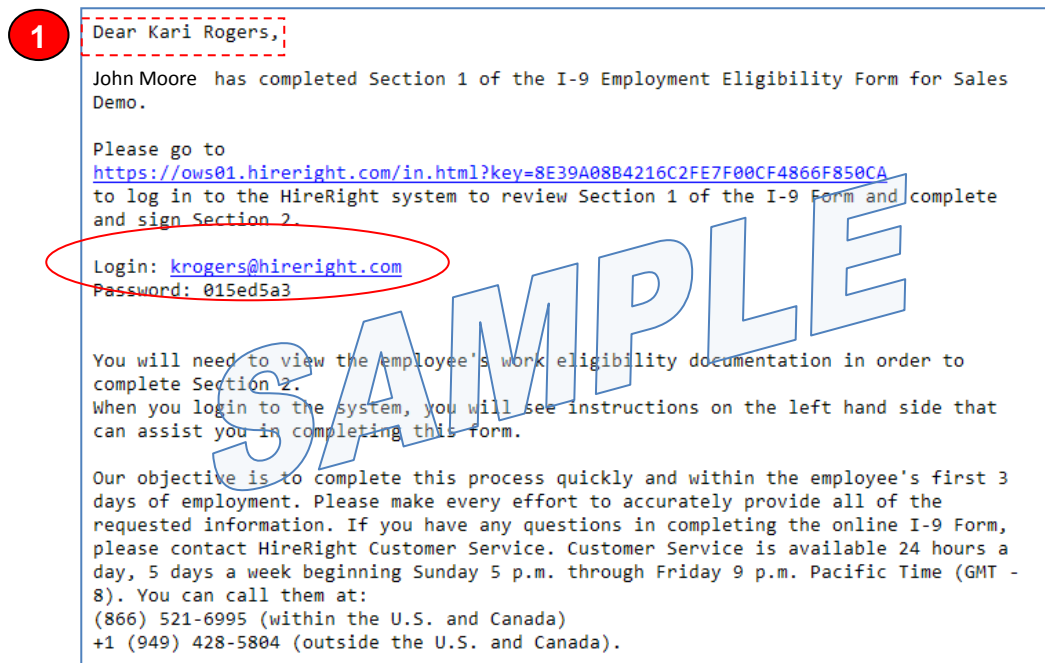 1
Dear Kari Rogers,
John Moore has completed Section 1 of the I-9 Employment Eligibility Form for Sales
Demo.
Please go to
https://ows01.hireright.com/in.html?key=8E39A08B4216C2FE7F00CF4866F850CA
to log in to the HireRight system to review Section 1 of the I-9 Form and complete
and sign Section 2.
Login: krogers@hireright.com
Password: 015ed5a3
You will need to view the employee's work eligibility documentation in order to
complete Section 2.
When you login to the system, you will see instructions on the left hand side that
can assist you in completing this form.
Our objective is to complete this process quickly and within the employee's first 3
days of employment. Please make every effort to accurately provide all of the
requested information. If you have any questions in completing the online I-9 Form,
please contact HireRight Customer Service. Customer Service is available 24 hours a
day, 5 days a week beginning Sunday 5 p.m. through Friday 9 p.m. Pacific Time (GMT -
8). You can call them at:
(866) 521-6995 (within the U.S. and Canada)
+1 (949) 428-5804 (outside the U.S. and Canada).
SAMPLE